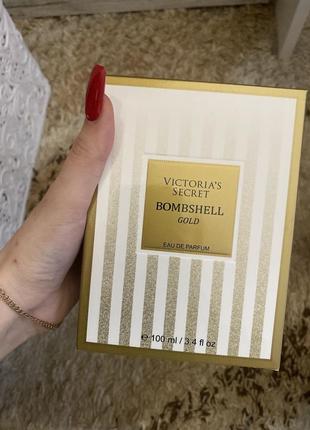 VICTORIA'S
SECRET
BOMBSHELL
GOLD
EAU DE PARFUM
e 100 ml / 3.4 fl oz